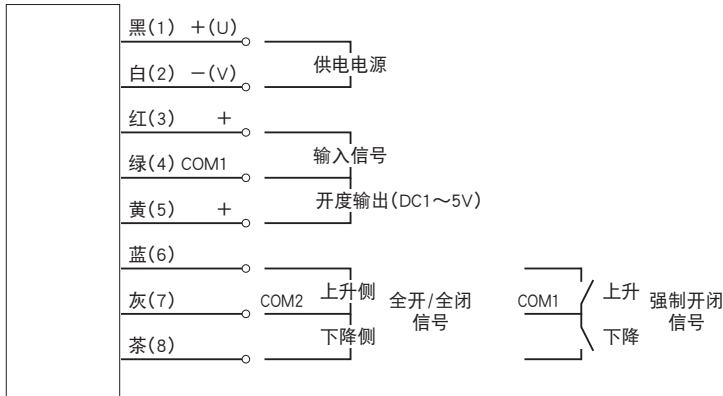 黑(1) +(U)
供电电源
白(2) −(V)
红(3) +
输入信号
绿(4) COM1
开度输出(DC1～5V)
黄(5) +
蓝(6)
上升侧
灰(7)
COM2
下降侧
全开/全闭
信号
茶(8)
COM1
上升
下降
强制开闭
信号